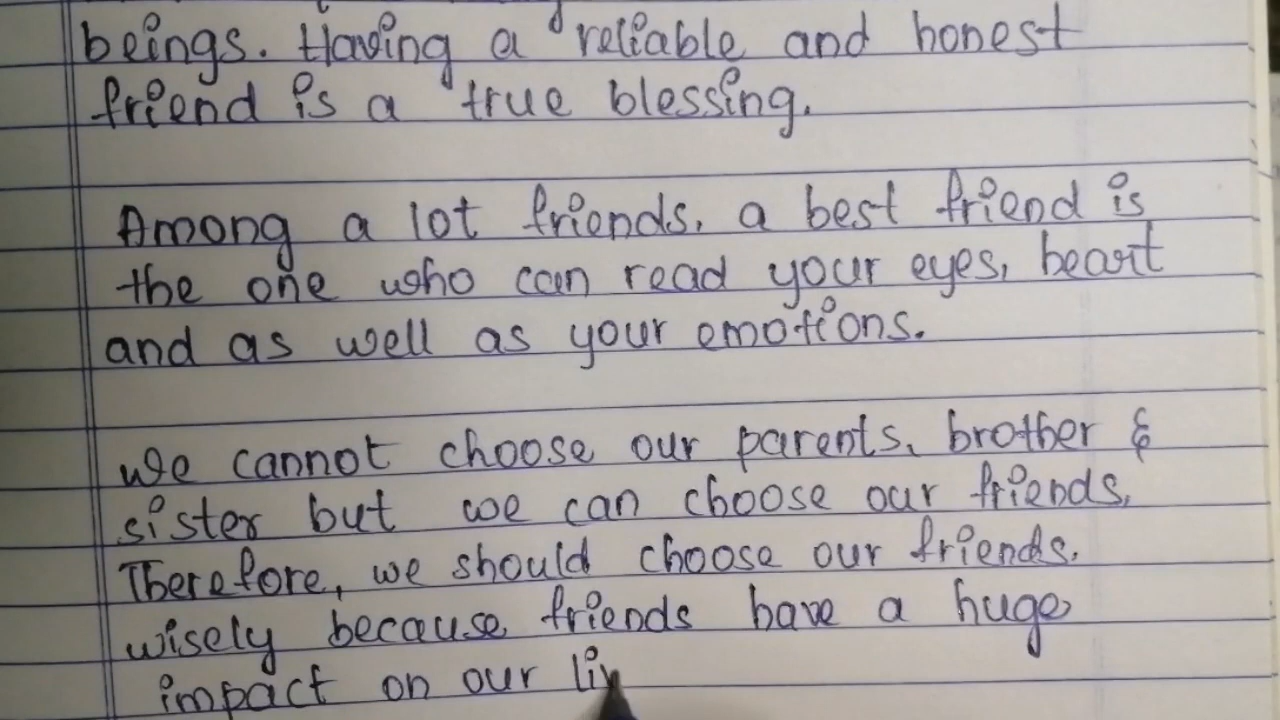 beings. Having a reliable and honest
friend is a true blessing.
Among a lot friends, a best friend is
the one who can read your eyes, heart
and as well as your emotions.
We cannot choose our parents, brother &
sister but we can choose our friends,
Therefore, we should choose our friends.
wisely because friends have a huge
impact on our liv